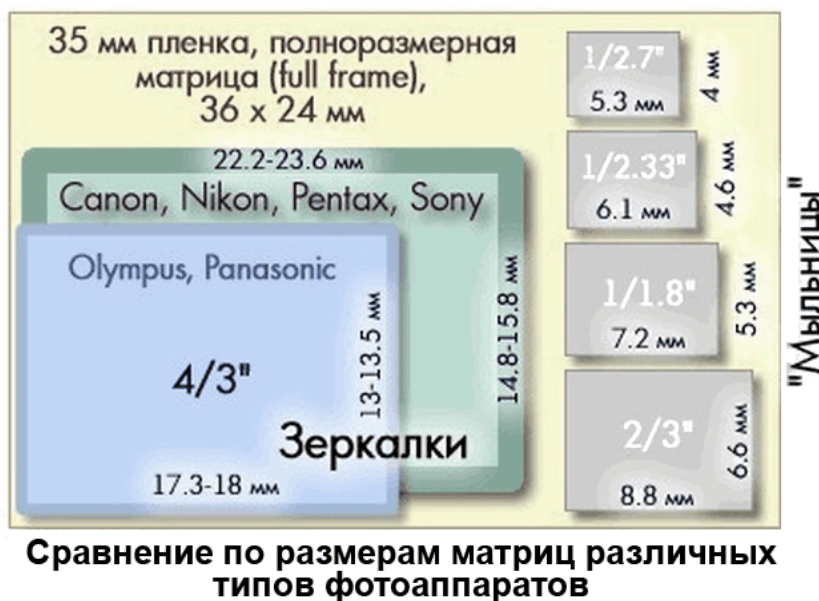 35 мм пленка, полноразмерная
матрица (full frame),
36 x 24 мм
22.2-23.6 мм
Canon, Nikon, Pentax, Sony
14.8-15.8 мм
Olympus, Panasonic
4/3"
13-13.5 мм
Зеркалки
17.3-18 мм
1/2.7"
5.3 мм
4 мм
1/2.33"
6.1 мм
4.6 мм
1/1.8"
7.2 мм
5.3 мм
2/3"
8.8 мм
6.6 мм
"Мыльницы"
Сравнение по размерам матриц различных
типов фотоаппаратов